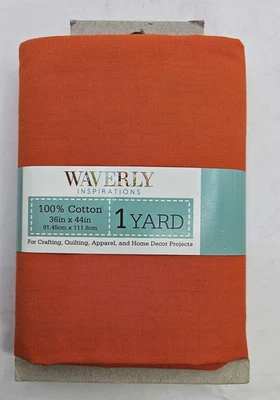 WAVERLY
INSPIRATIONS
100% Cotton
36in x 44in
91.45cm x 111.8cm
1 YARD
For Crafting, Quilting, Apparel, and Home Decor Projects